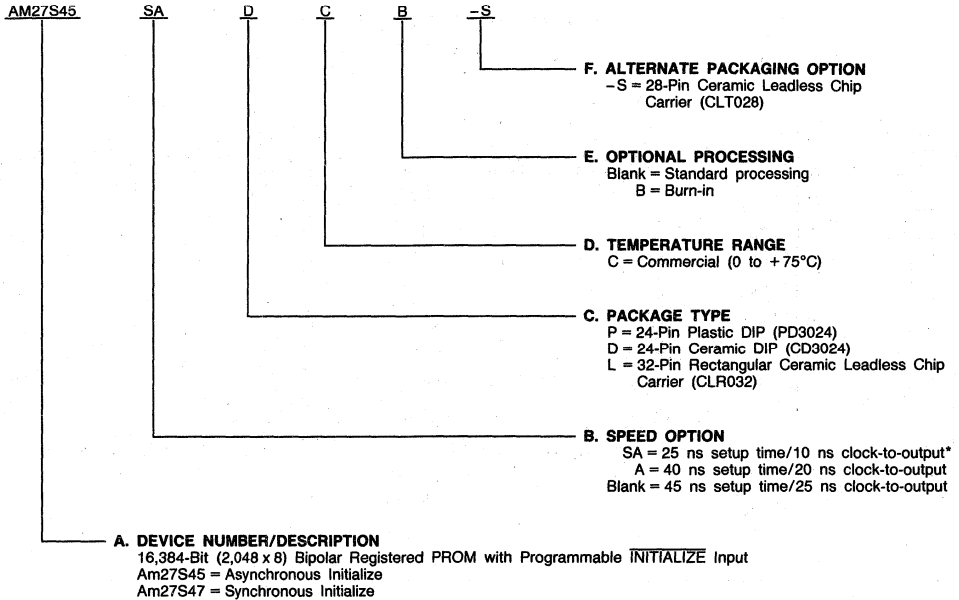 AM27S45 SA D C B -S
F. ALTERNATE PACKAGING OPTION
-S = 28-Pin Ceramic Leadless Chip
Carrier (CLT028)
E. OPTIONAL PROCESSING
Blank = Standard processing
B = Burn-in
D. TEMPERATURE RANGE
C = Commercial (0 to +75°C)
C. PACKAGE TYPE
P = 24-Pin Plastic DIP (PD3024)
D = 24-Pin Ceramic DIP (CD3024)
L = 32-Pin Rectangular Ceramic Leadless Chip
Carrier (CLR032)
B. SPEED OPTION
SA = 25 ns setup time/10 ns clock-to-output*
A = 40 ns setup time/20 ns clock-to-output
Blank = 45 ns setup time/25 ns clock-to-output
A. DEVICE NUMBER/DESCRIPTION
16,384-Bit (2,048 x 8) Bipolar Registered PROM with Programmable INITIALIZE Input
Am27S45 = Asynchronous Initialize
Am27S47 = Synchronous Initialize